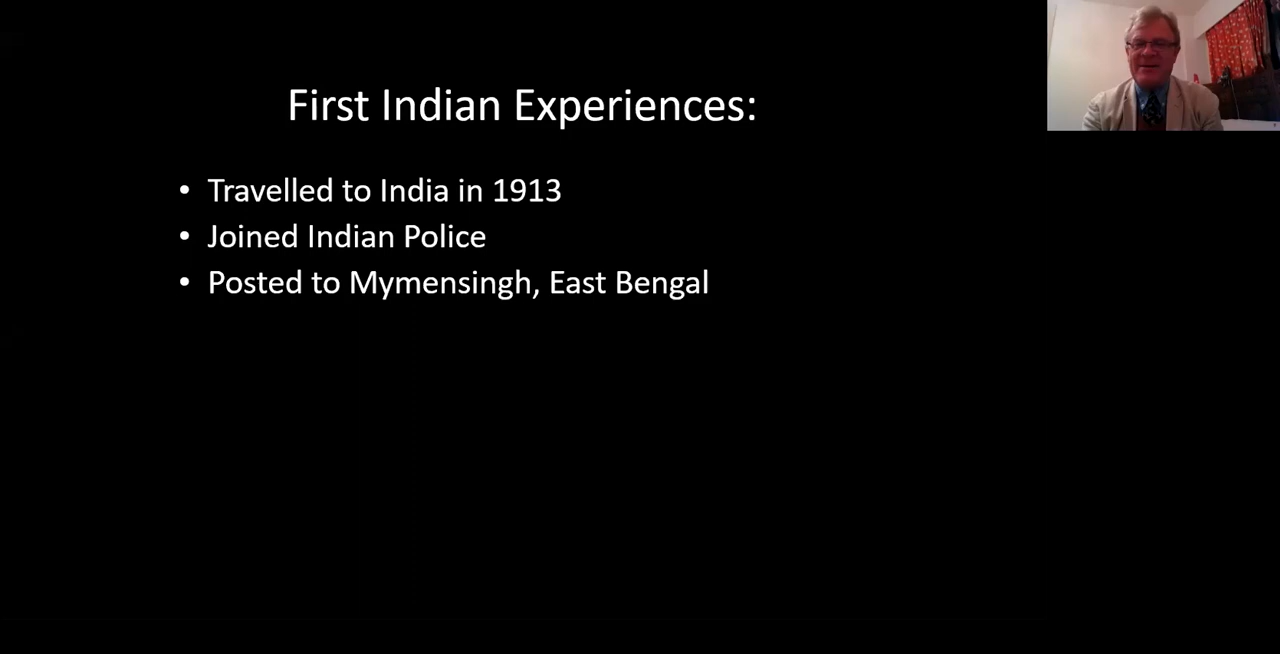 First Indian Experiences:
• Travelled to India in 1913
• Joined Indian Police
• Posted to Mymensingh, East Bengal